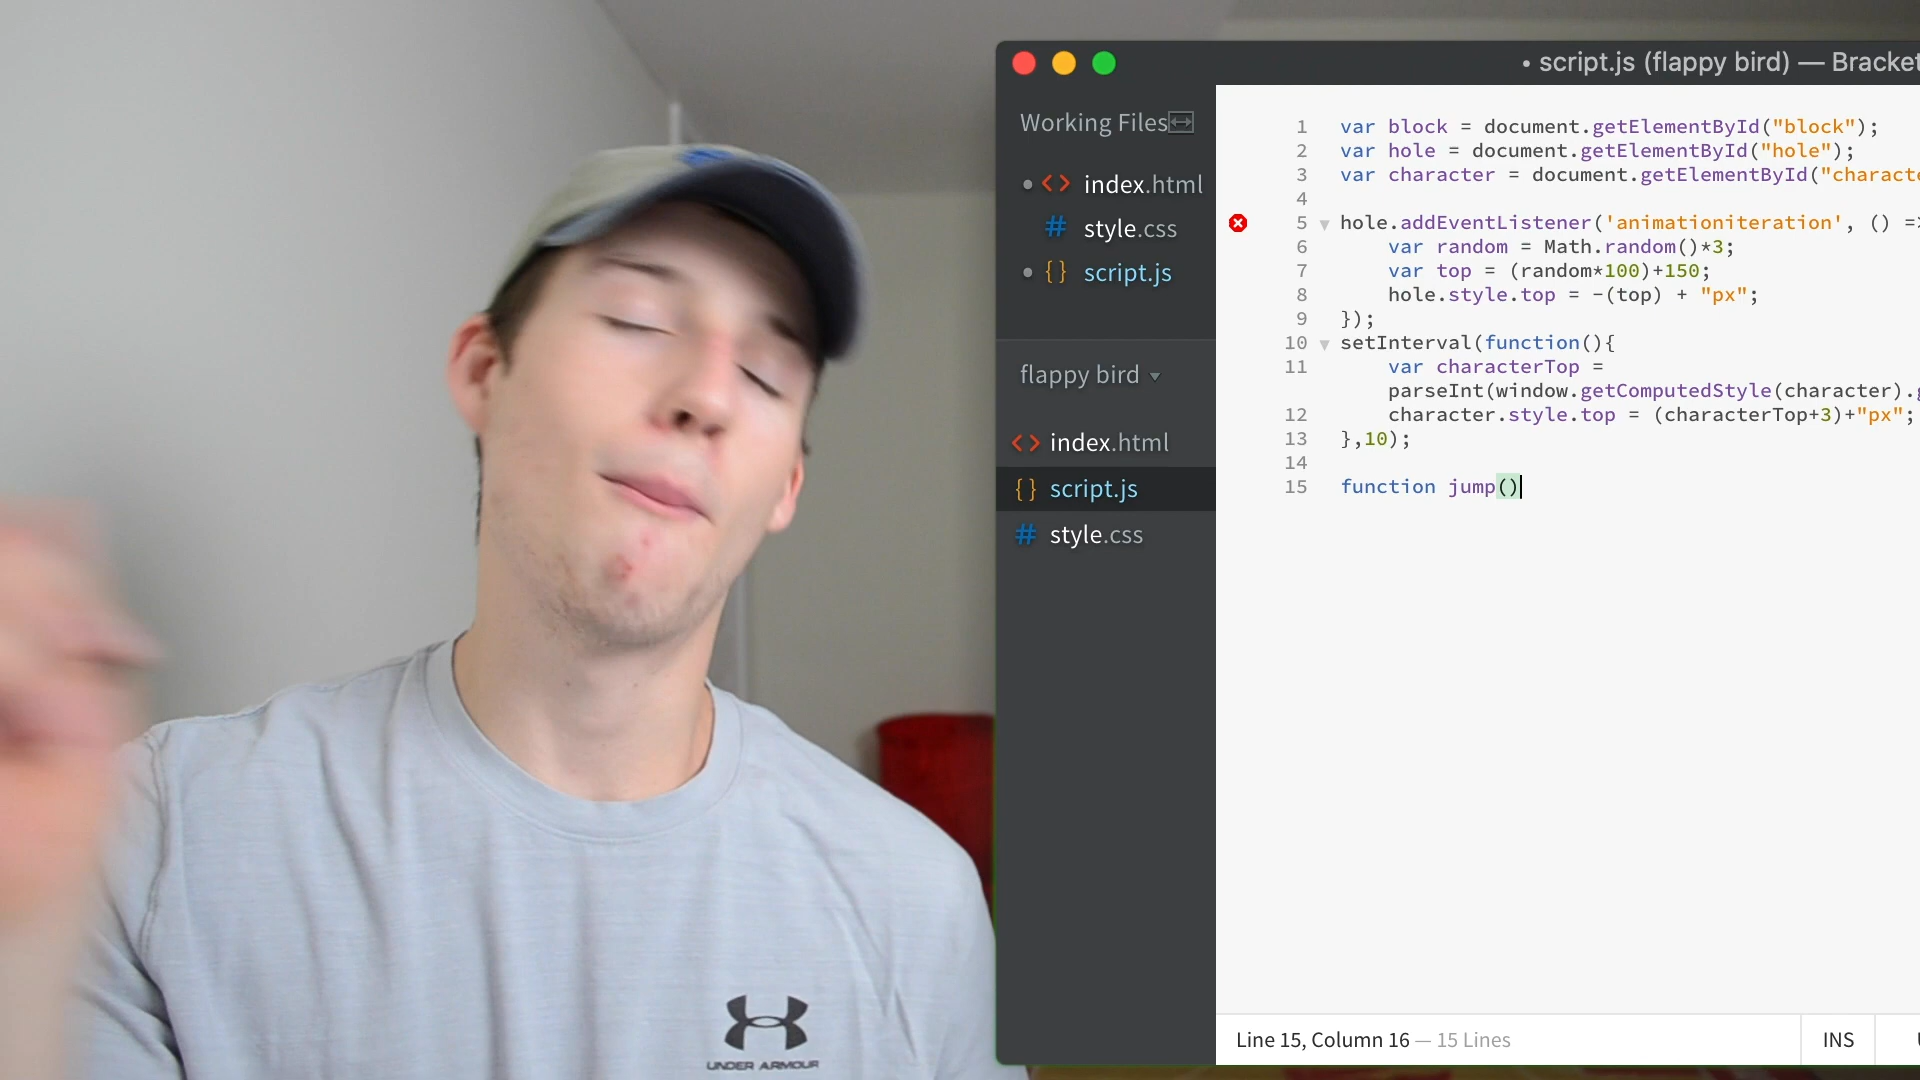 • script.js (flappy bird) — Bracket
Working Files
index.html
style.css
script.js
flappy bird
index.html
script.js
style.css
1 var block = document.getElementById("block");
2 var hole = document.getElementById("hole");
3 var character = document.getElementById("charact
4
5 hole.addEventListener('animationiteration', () =>
6 var random = Math.random()*3;
7 var top = (random*100)+150;
8 hole.style.top = -(top) + "px";
9 });
10 setInterval(function(){
11 var characterTop =
parseInt(window.getComputedStyle(character).g
12 character.style.top = (characterTop+3)+"px";
13 },10);
14
15 function jump()
Line 15, Column 16 — 15 Lines
INS
UNDER ARMOUR